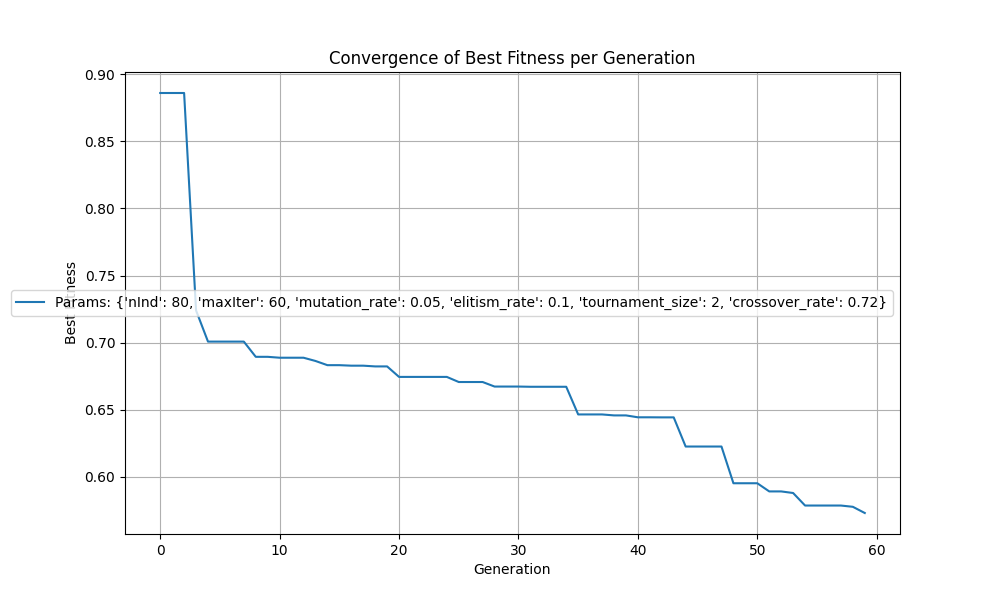 Convergence of Best Fitness per Generation
0.90
0.85
0.80
0.75
0.70
0.65
0.60
Params: {'nInd': 80, 'maxIter': 60, 'mutation_rate': 0.05, 'elitism_rate': 0.1, 'tournament_size': 2, 'crossover_rate': 0.72}
Best Fitness
0 10 20 30 40 50 60
Generation